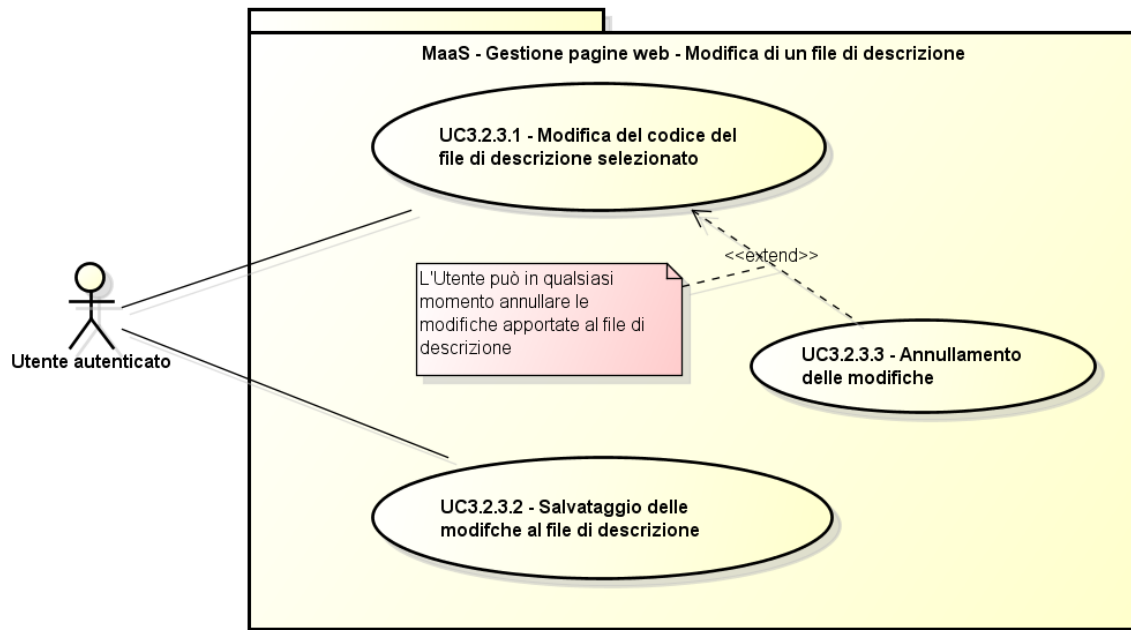 MaaS - Gestione pagine web - Modifica di un file di descrizione
UC3.2.3.1 - Modifica del codice del
file di descrizione selezionato
<<extend>>
L'Utente può in qualsiasi
momento annullare le
modifiche apportate al file di
descrizione
Utente autenticato
UC3.2.3.3 - Annullamento
delle modifiche
UC3.2.3.2 - Salvataggio delle
modifche al file di descrizione